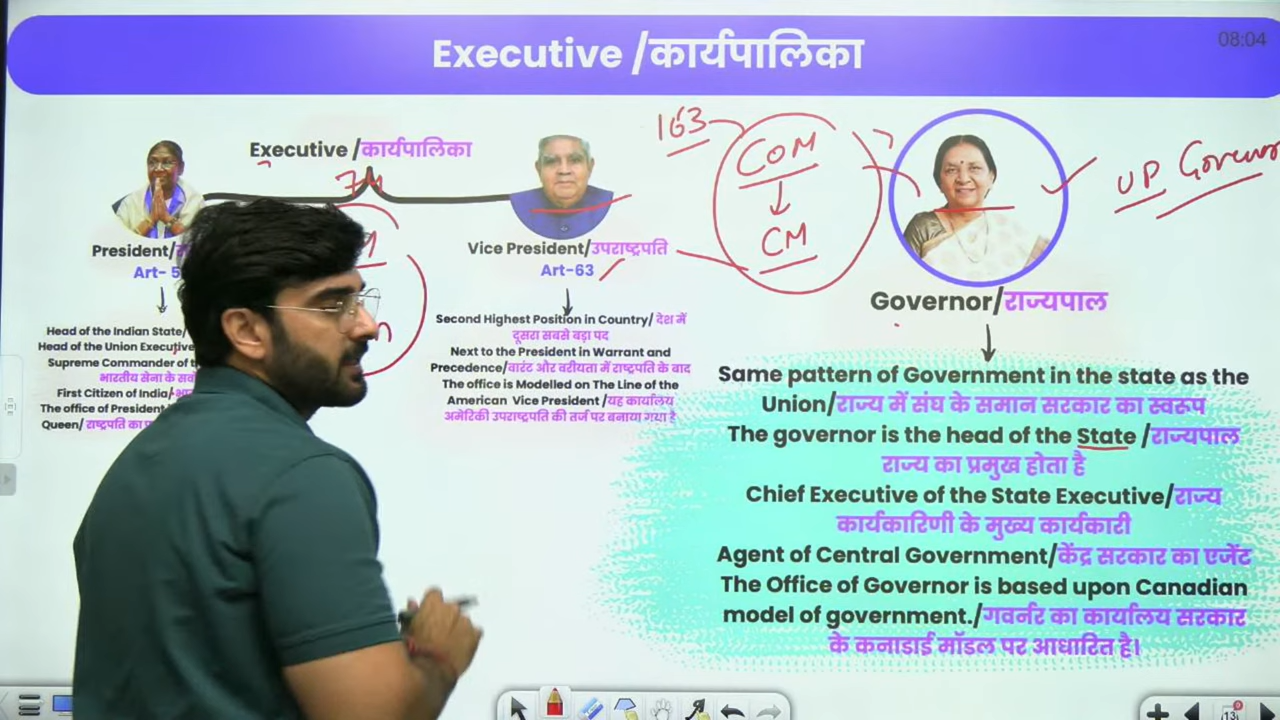 Executive /कार्यपालिका
08:04
Executive /कार्यपालिका
74
163
COM
CM
UP Governor
President/
Art- 5
Head of the Indian State/
Head of the Union Executive
Supreme Commander of
भारतीय सेना के
First Citizen of India/
The office of President
Queen/ राष्ट्रपति का
Vice President/उपराष्ट्रपति
Art-63
Second Highest Position in Country/ देश में
दूसरा सबसे बड़ा पद
Next to the President in Warrant and
Precedence/वारंट और वरीयता में राष्ट्रपति के बाद
The office is Modelled on The Line of the
American Vice President /यह कार्यालय
अमेरिकी उपराष्ट्रपति की तर्ज पर बनाया गया है
Governor/राज्यपाल
Same pattern of Government in the state as the
Union/राज्य में संघ के समान सरकार का स्वरूप
The governor is the head of the State /राज्यपाल
राज्य का प्रमुख होता है
Chief Executive of the State Executive/राज्य
कार्यकारिणी के मुख्य कार्यकारी
Agent of Central Government/केंद्र सरकार का एजेंट
The Office of Governor is based upon Canadian
model of government./गवर्नर का कार्यालय सरकार
के कनाडाई मॉडल पर आधारित है।